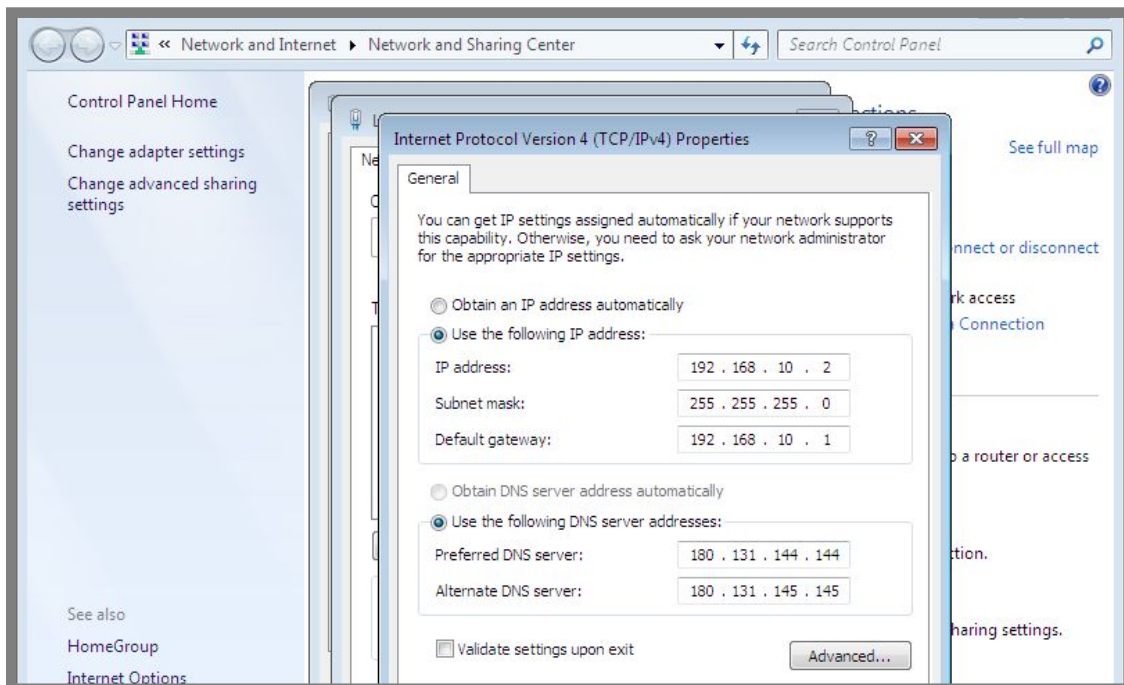 « Network and Internet ▸ Network and Sharing Center
Search Control Panel
Control Panel Home
Change adapter settings
Change advanced sharing
settings
See also
HomeGroup
Internet Options
See full map
nnect or disconnect
rk access
Connection
o a router or access
tion.
haring settings.
Internet Protocol Version 4 (TCP/IPv4) Properties
General
You can get IP settings assigned automatically if your network supports
this capability. Otherwise, you need to ask your network administrator
for the appropriate IP settings.
Obtain an IP address automatically
Use the following IP address:
IP address: 192 . 168 . 10 . 2
Subnet mask: 255 . 255 . 255 . 0
Default gateway: 192 . 168 . 10 . 1
Obtain DNS server address automatically
Use the following DNS server addresses:
Preferred DNS server: 180 . 131 . 144 . 144
Alternate DNS server: 180 . 131 . 145 . 145
Validate settings upon exit
Advanced...